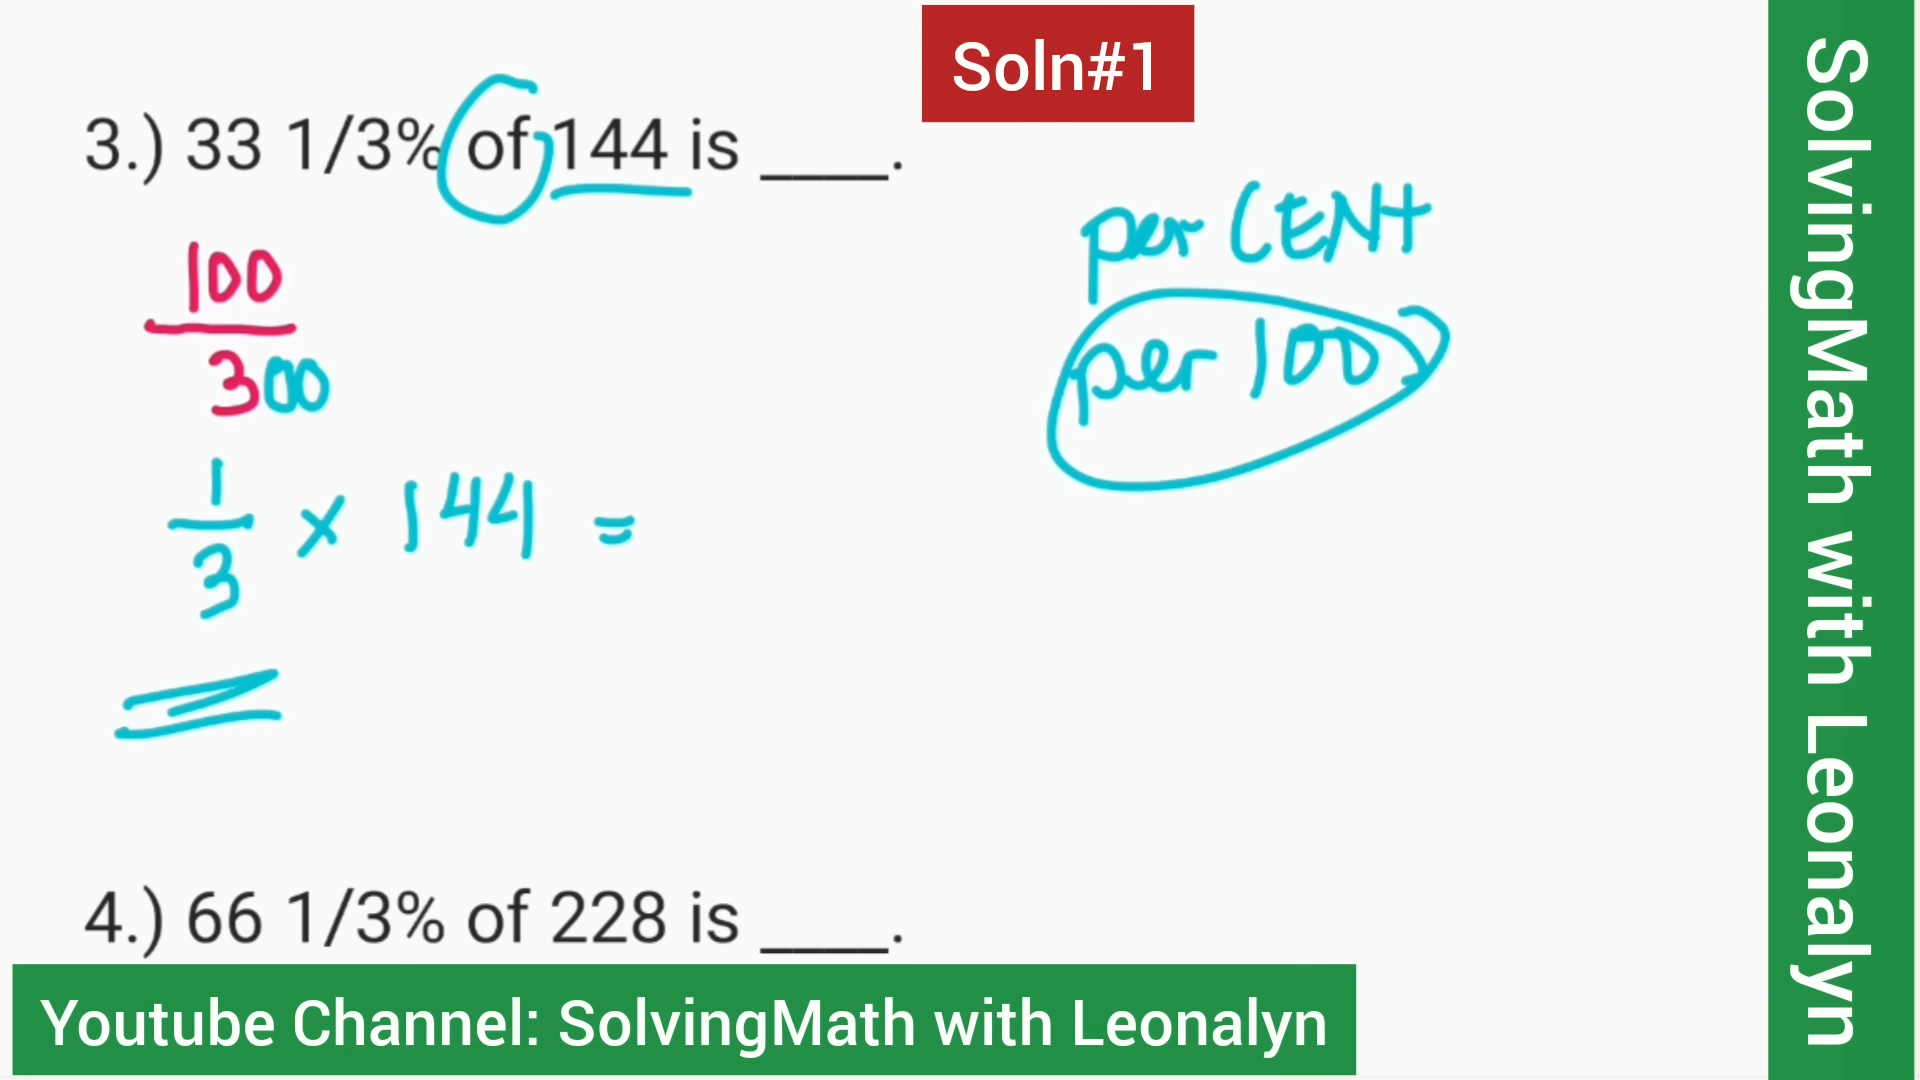 Soln#1
3.) 33 1/3% of 144 is ____.
per CENt
100
per 100
300
1
3
× 144 =
4.) 66 1/3% of 228 is ____.
Youtube Channel: SolvingMath with Leonalyn
SolvingMath with Leonalyn